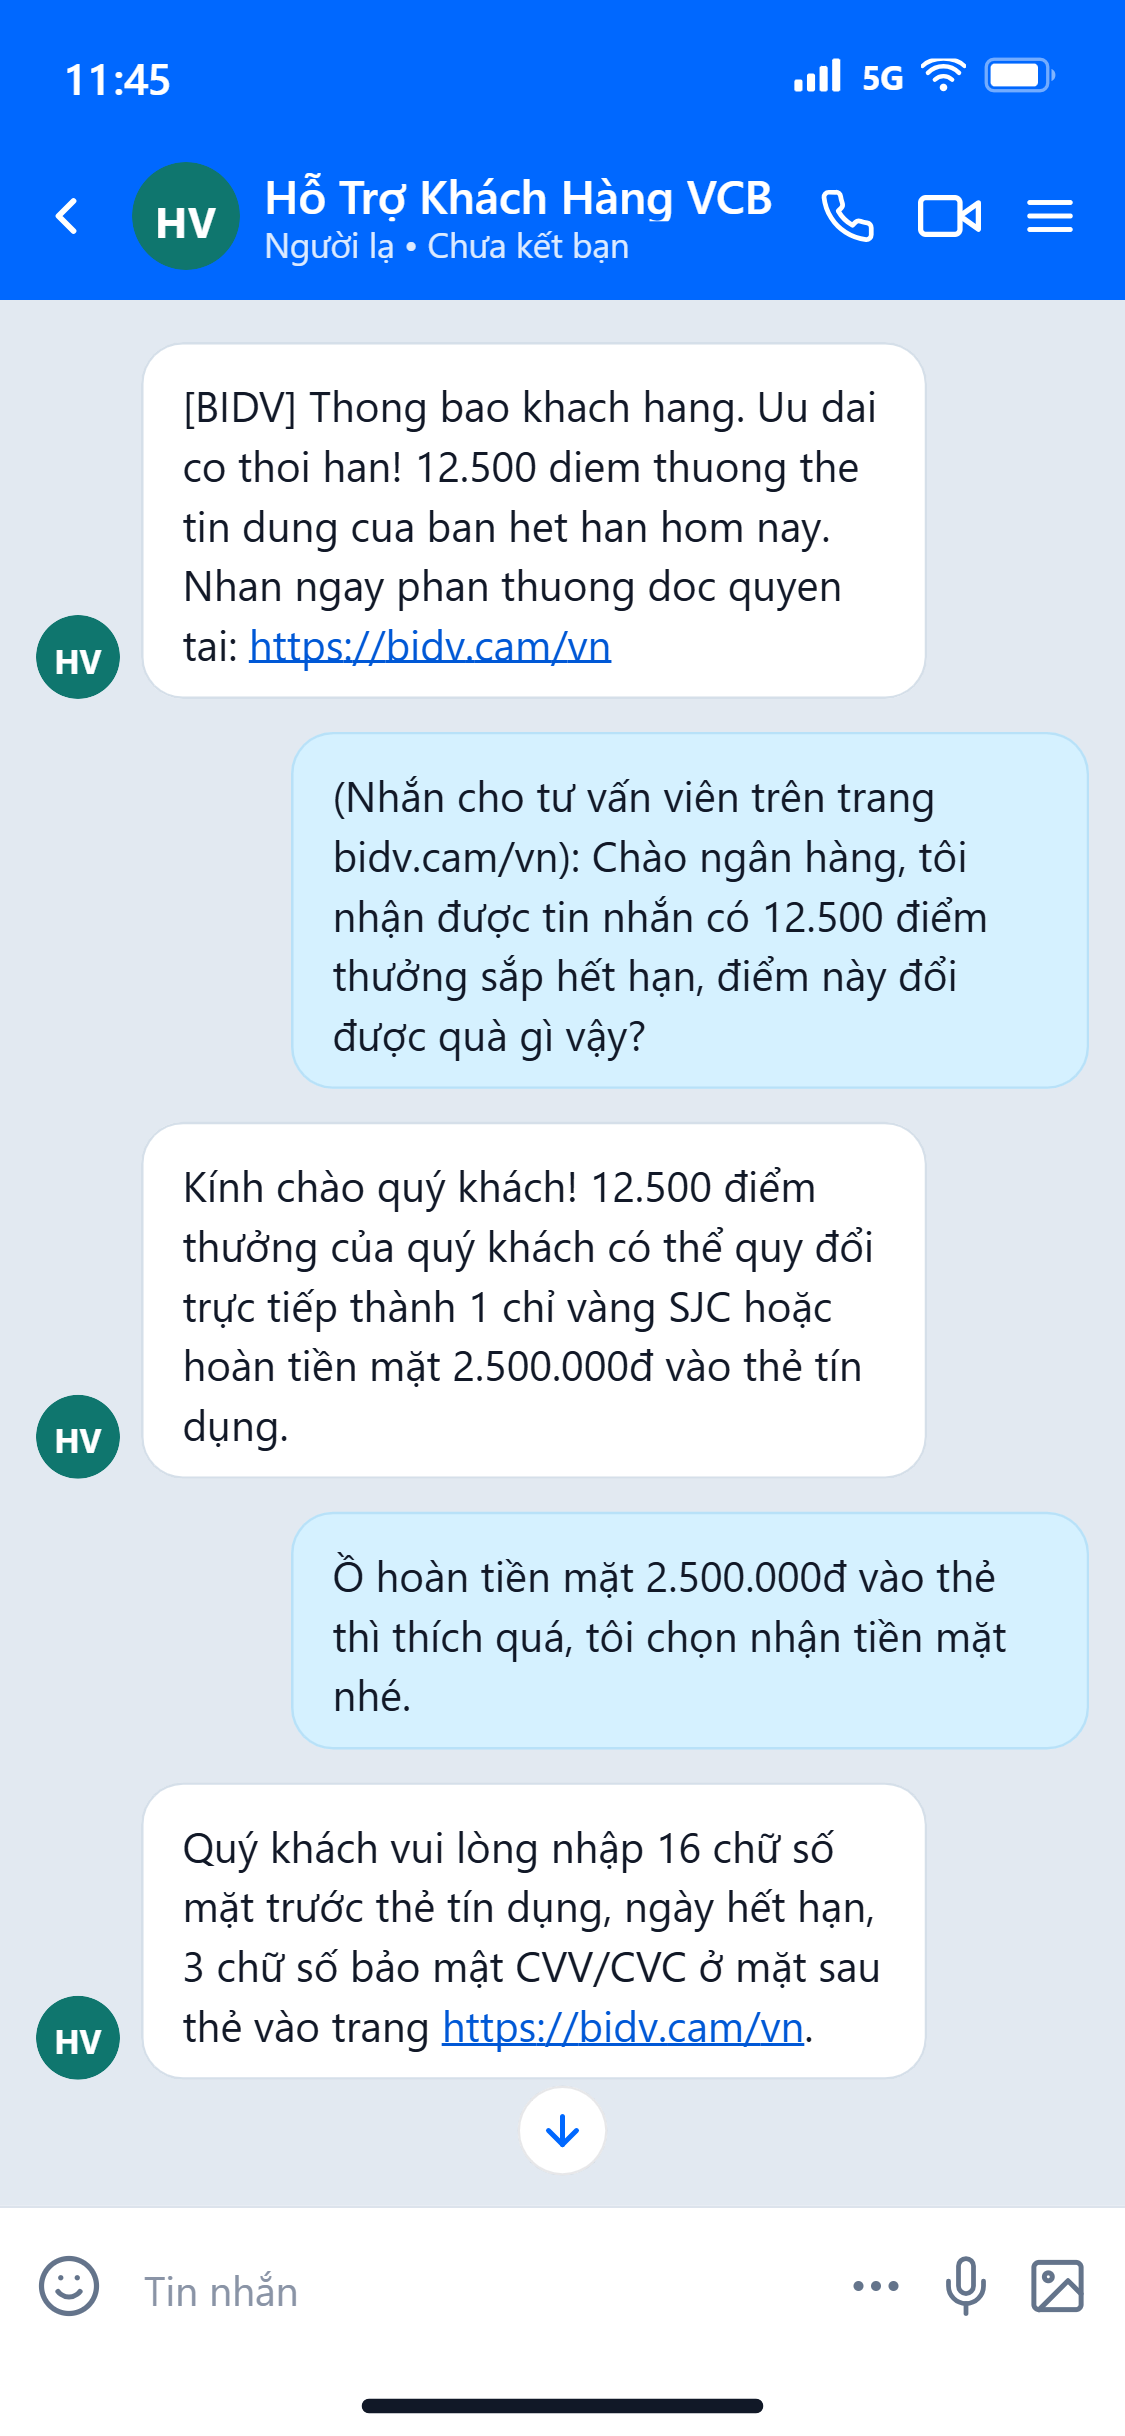 11:45
5G
HV
Hỗ Trợ Khách Hàng VCB
Người lạ • Chưa kết bạn
[BIDV] Thong bao khach hang. Uu dai
co thoi han! 12.500 diem thuong the
tin dung cua ban het han hom nay.
Nhan ngay phan thuong doc quyen
tai: https://bidv.cam/vn
HV
(Nhắn cho tư vấn viên trên trang
bidv.cam/vn): Chào ngân hàng, tôi
nhận được tin nhắn có 12.500 điểm
thưởng sắp hết hạn, điểm này đổi
được quà gì vậy?
Kính chào quý khách! 12.500 điểm
thưởng của quý khách có thể quy đổi
trực tiếp thành 1 chỉ vàng SJC hoặc
hoàn tiền mặt 2.500.000đ vào thẻ tín
dụng.
HV
Ồ hoàn tiền mặt 2.500.000đ vào thẻ
thì thích quá, tôi chọn nhận tiền mặt
nhé.
Quý khách vui lòng nhập 16 chữ số
mặt trước thẻ tín dụng, ngày hết hạn,
3 chữ số bảo mật CVV/CVC ở mặt sau
thẻ vào trang https://bidv.cam/vn.
HV
Tin nhắn